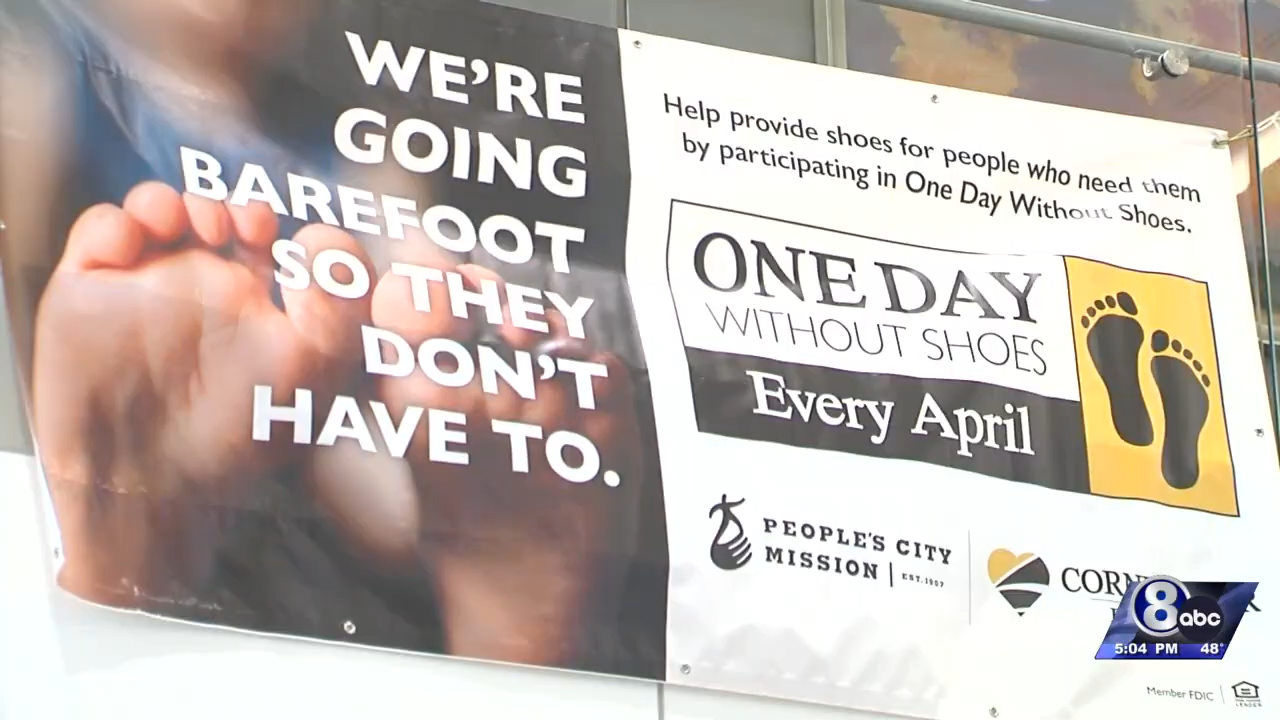 WE'RE
GOING
BAREFOOT
SO THEY
DON'T
HAVE TO.
Help provide shoes for people who need them
by participating in One Day Without Shoes.
ONE DAY
WITHOUT SHOES
Every April
PEOPLE'S CITY
MISSION | EST. 1907
Member FDIC
LENDER
8 abc
5:04 PM 48°